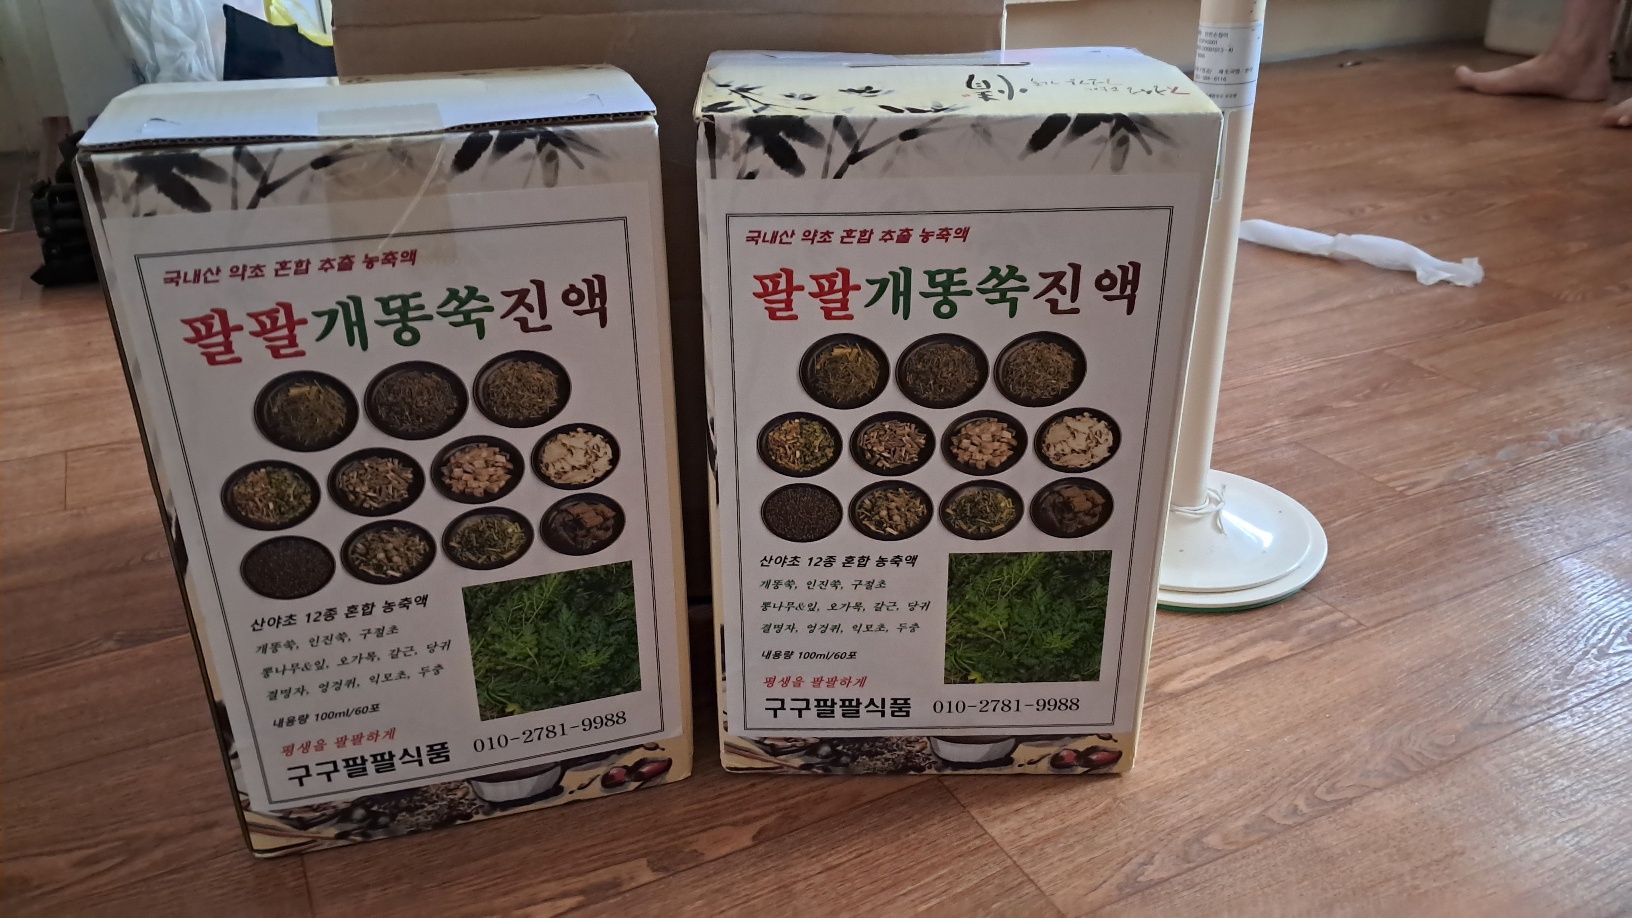 국내산 약초 혼합 추출 농축액
팔팔개똥쑥진액
산야초 12종 혼합 농축액
개똥쑥, 인진쑥, 구절초
뽕나무&잎, 오가목, 갈근, 당귀
결명자, 엉겅퀴, 익모초, 두충
내용량 100ml/60포
평생을 팔팔하게
구구팔팔식품 010-2781-9988
국내산 약초 혼합 추출 농축액
팔팔개똥쑥진액
산야초 12종 혼합 농축액
개똥쑥, 인진쑥, 구절초
뽕나무&잎, 오가목, 갈근, 당귀
결명자, 엉겅퀴, 익모초, 두충
내용량 100ml/60포
평생을 팔팔하게
구구팔팔식품 010-2781-9988